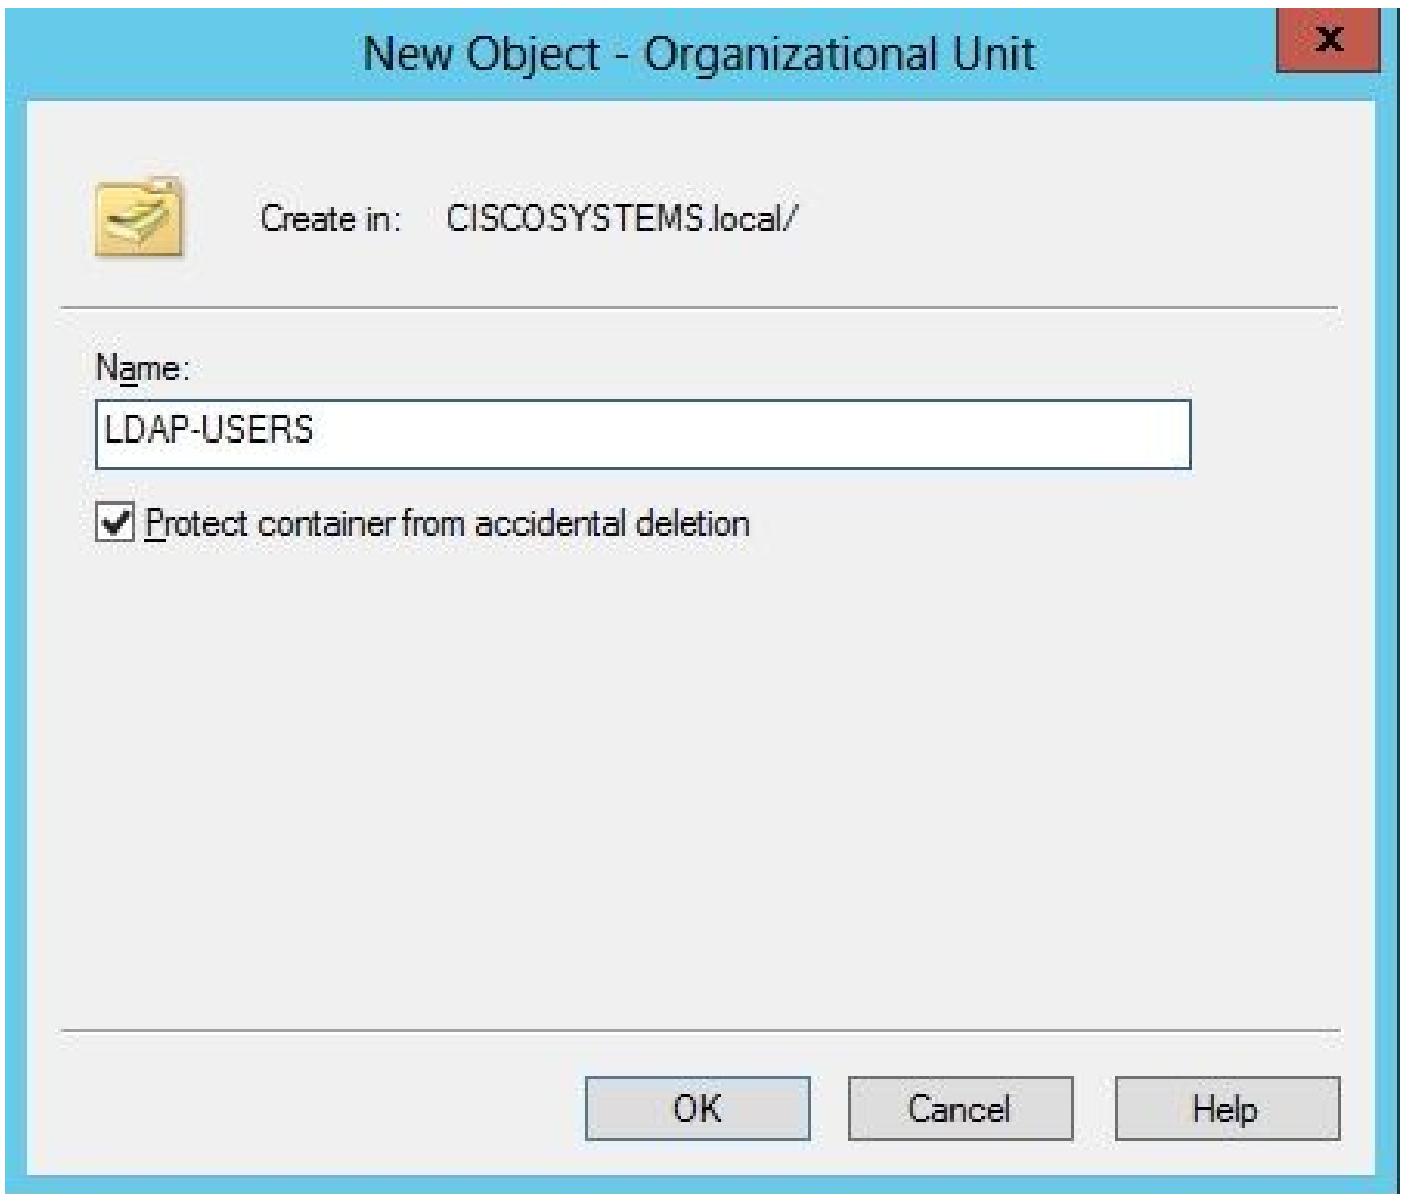 New Object - Organizational Unit
x
Create in: CISCOSYSTEMS.local/
Name:
LDAP-USERS
Protect container from accidental deletion
OK Cancel Help